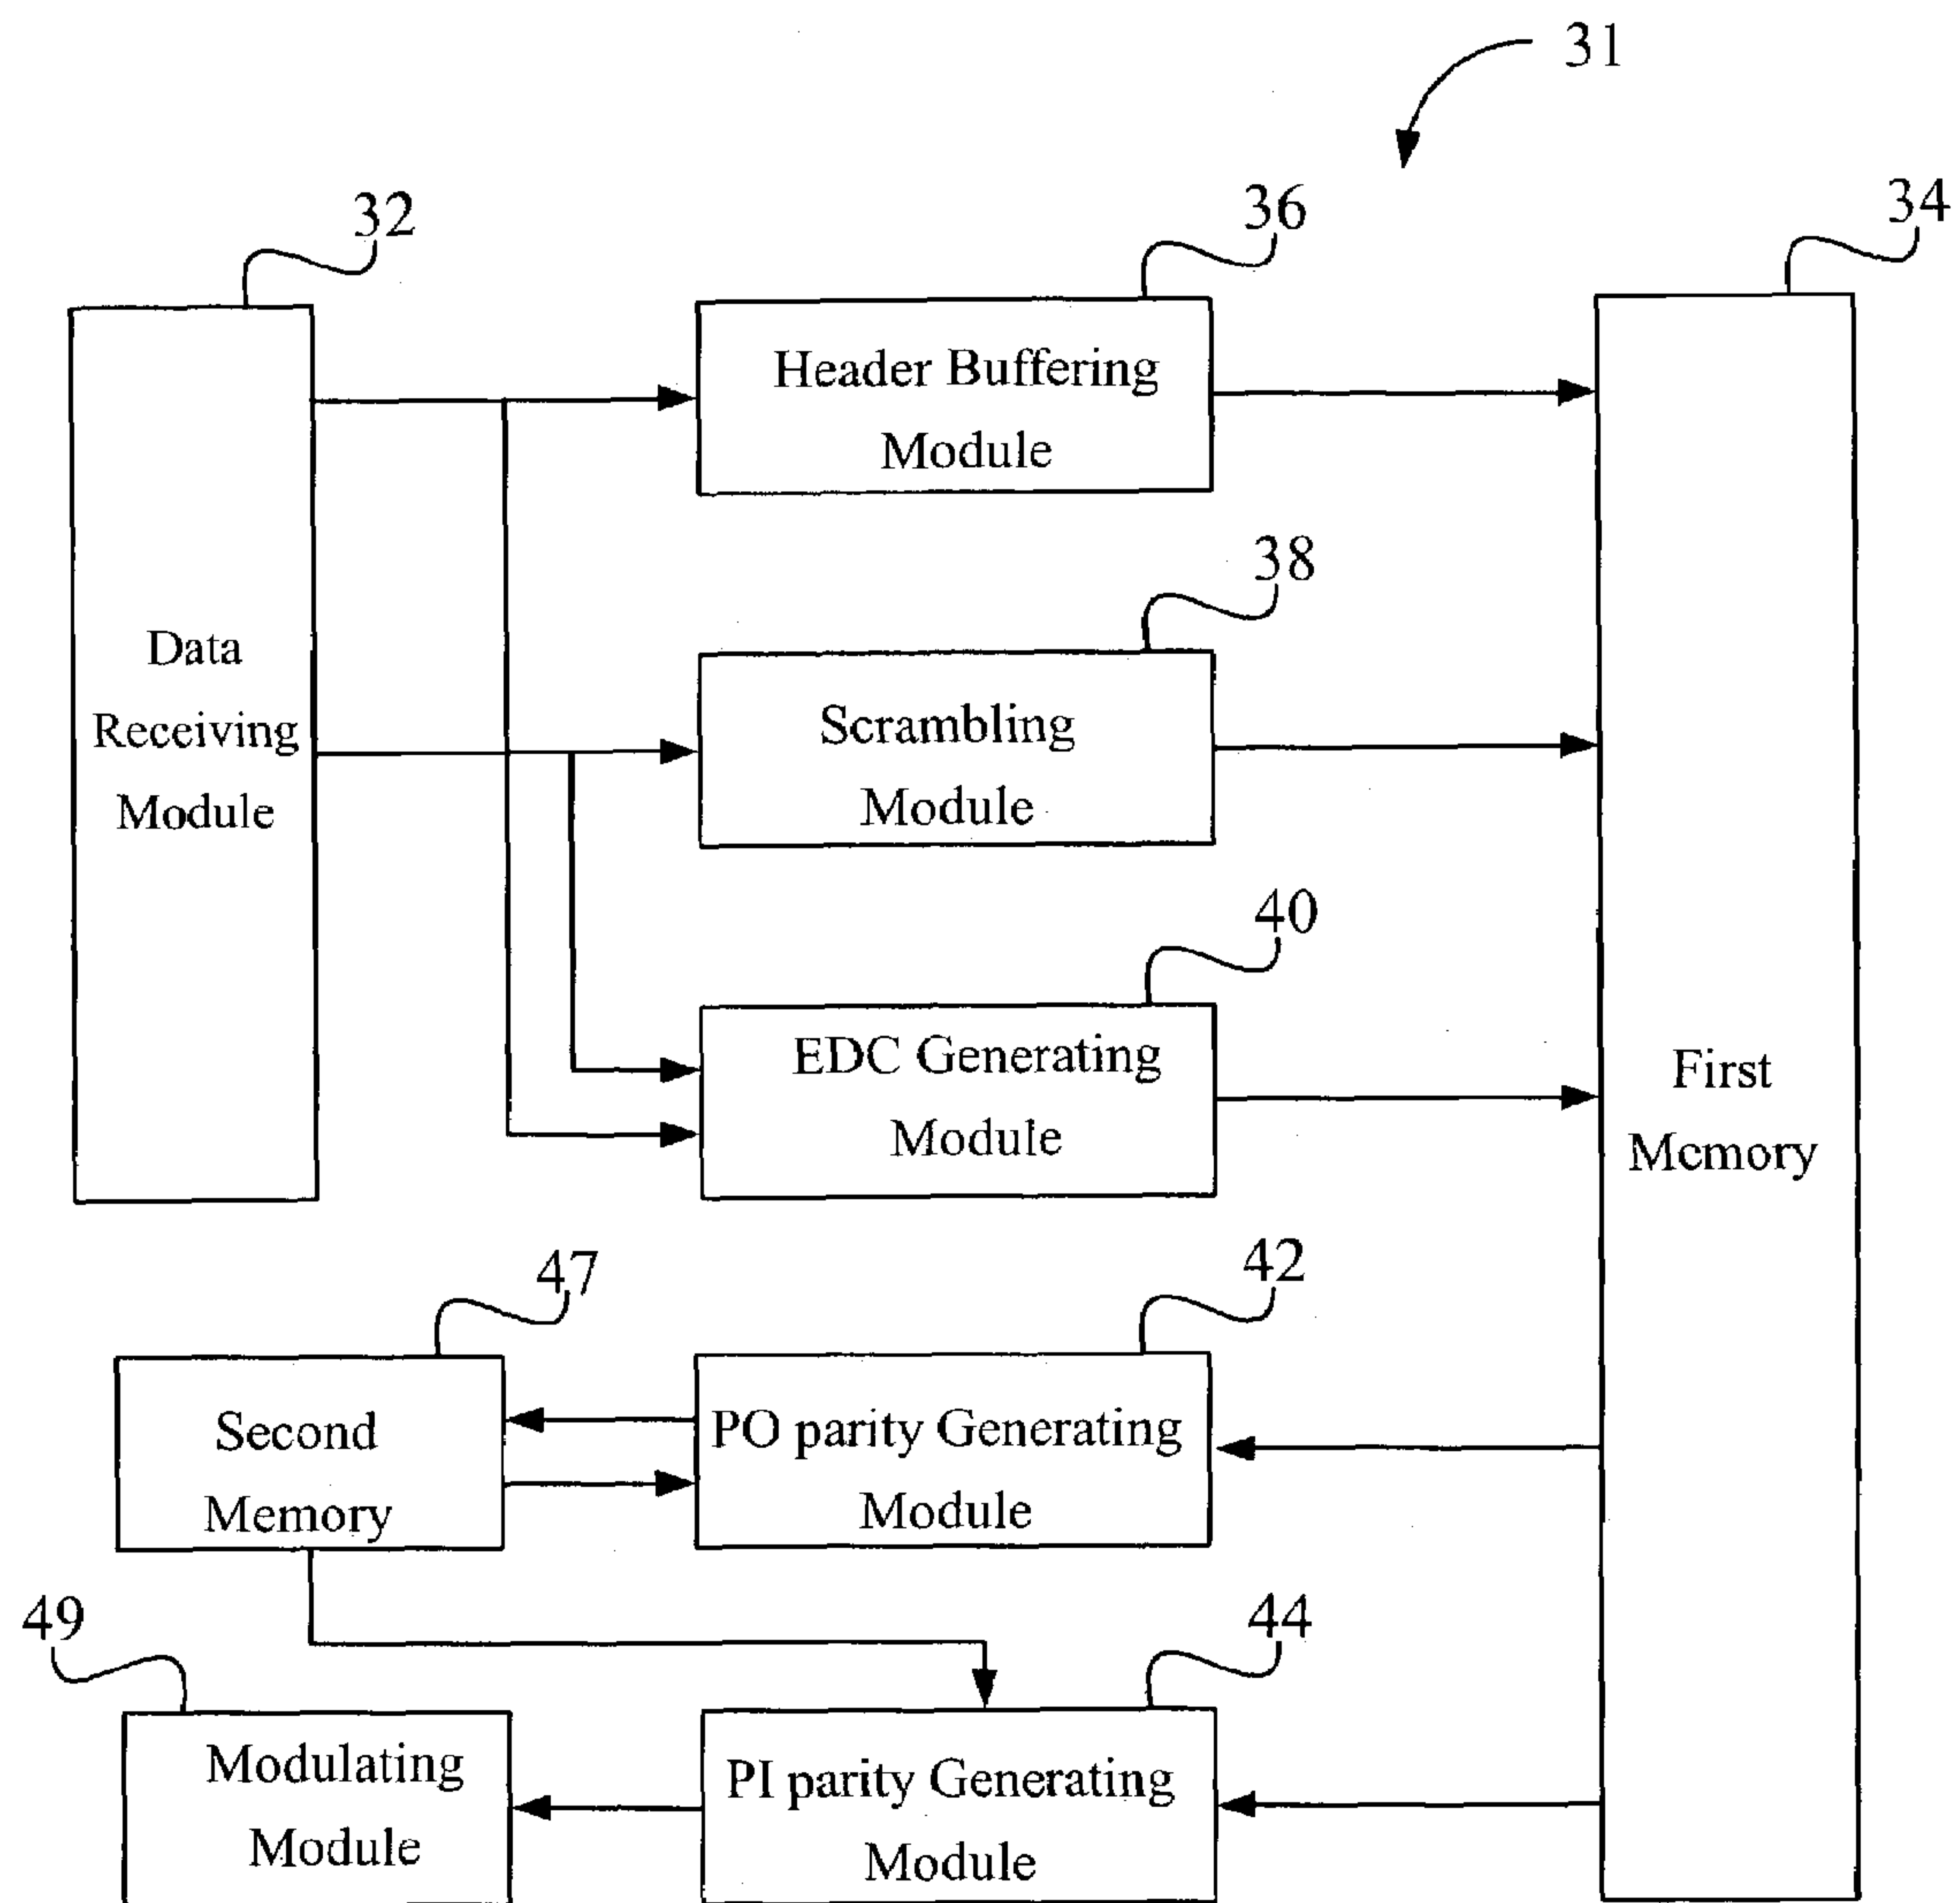 31
32
36
34
Header Buffering
Module
38
Data
Receiving
Module
Scrambling
Module
40
EDC Generating
Module
First
Memory
47
42
Second
Memory
PO parity Generating
Module
49
44
Modulating
Module
PI parity Generating
Module